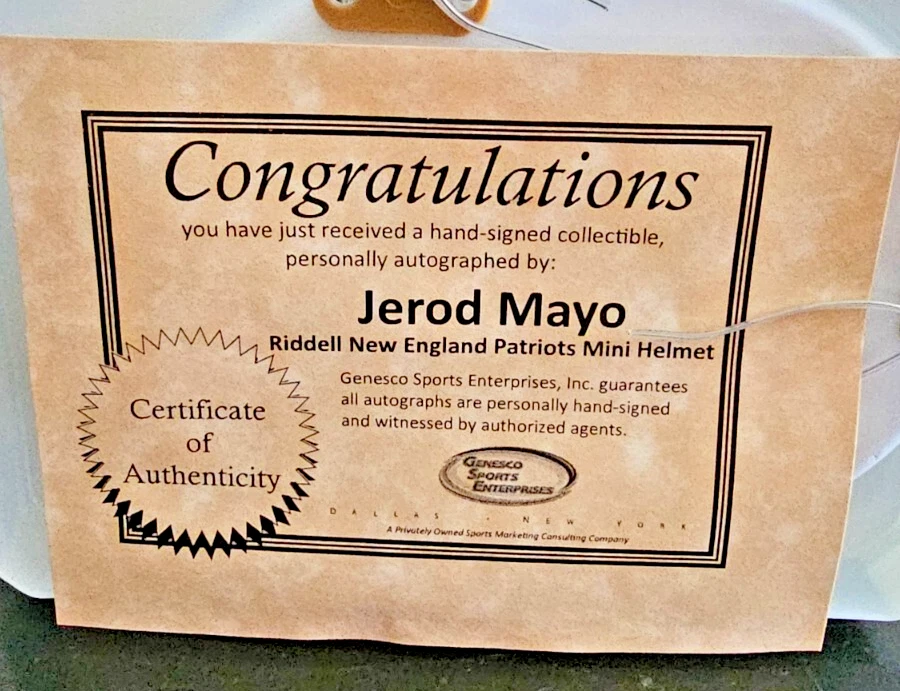 Congratulations
you have just received a hand-signed collectible,
personally autographed by:
Jerod Mayo
Riddell New England Patriots Mini Helmet
Genesco Sports Enterprises, Inc. guarantees
all autographs are personally hand-signed
and witnessed by authorized agents.
Certificate
of
Authenticity
GENESCO
SPORTS
ENTERPRISES
DALLAS · NEW YORK
A Privately Owned Sports Marketing Consulting Company